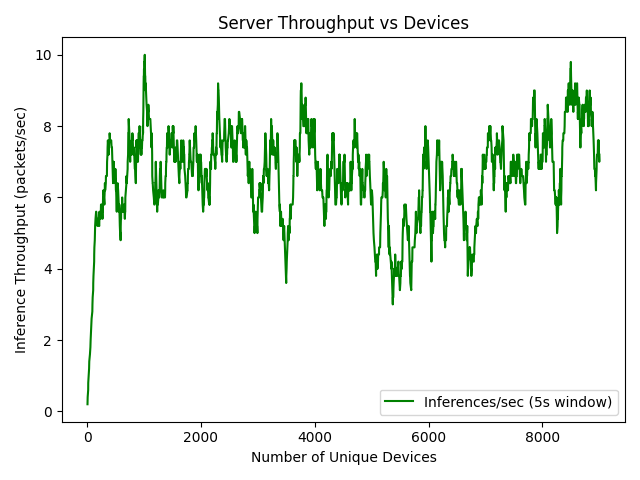 Server Throughput vs Devices
Inference Throughput (packets/sec)
10
8
6
4
2
0
Inferences/sec (5s window)
0 2000 4000 6000 8000
Number of Unique Devices